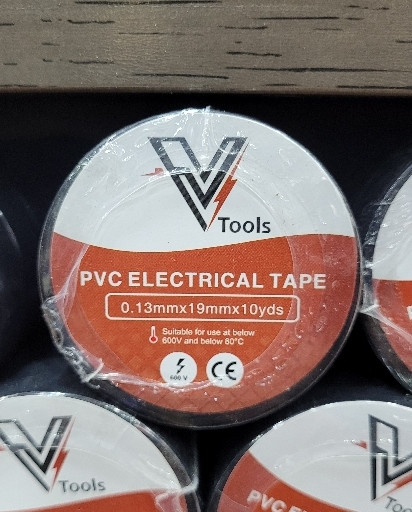 V
Tools
PVC ELECTRICAL TAPE
0.13mmx19mmx10yds
Suitable for use at below
600V and below 80°C
600 V
CE
V
Tools
V
Tools
PVC E